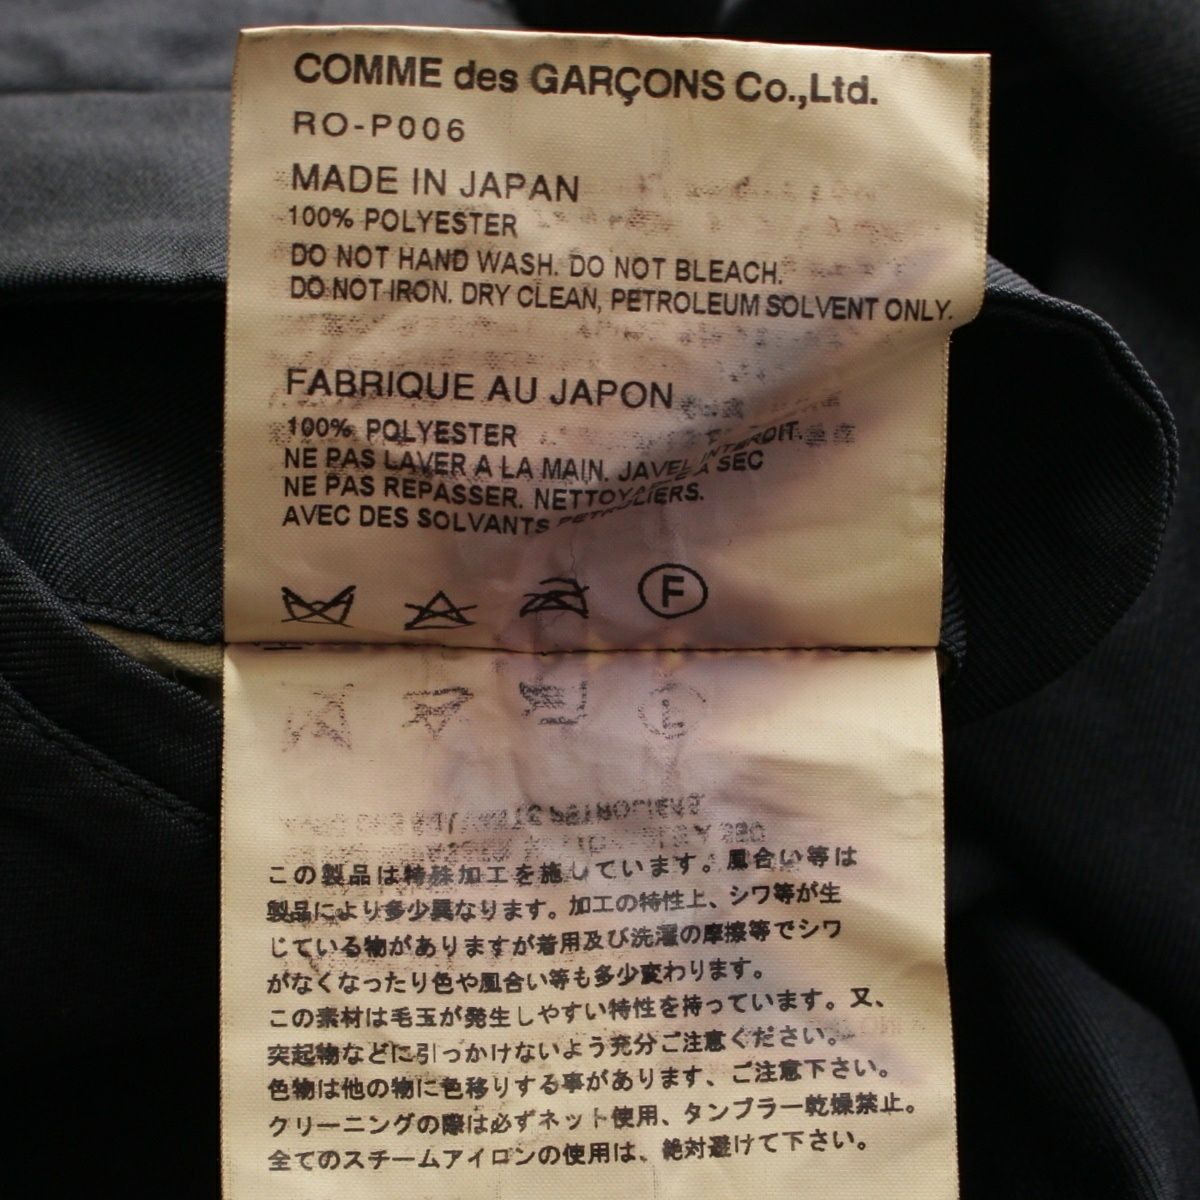 COMME des GARÇONS Co.,Ltd.
RO-P006
MADE IN JAPAN
100% POLYESTER
DO NOT HAND WASH. DO NOT BLEACH.
DO NOT IRON. DRY CLEAN, PETROLEUM SOLVENT ONLY.
FABRIQUE AU JAPON
100% POLYESTER
NE PAS LAVER A LA MAIN. JAVEL INTERDIT.
NE PAS REPASSER. NETTOYABLE A SEC
AVEC DES SOLVANTS PETROLIERS.
F
この製品は特殊加工を施しています。風合い等は
製品により多少異なります。加工の特性上、シワ等が生
じている物がありますが着用及び洗濯の摩擦等でシワ
がなくなったり色や風合い等も多少変わります。
この素材は毛玉が発生しやすい特性を持っています。又、
突起物などに引っかけないよう充分ご注意ください。
色物は他の物に色移りする事があります、ご注意下さい。
クリーニングの際は必ずネット使用、タンブラー乾燥禁止。
全てのスチームアイロンの使用は、絶対避けて下さい。